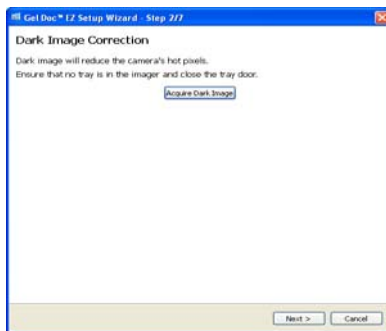 Gel Doc™ EZ Setup Wizard - Step 2/7
Dark Image Correction
Dark image will reduce the camera's hot pixels.
Ensure that no tray is in the imager and close the tray door.
Acquire Dark Image
Next > Cancel